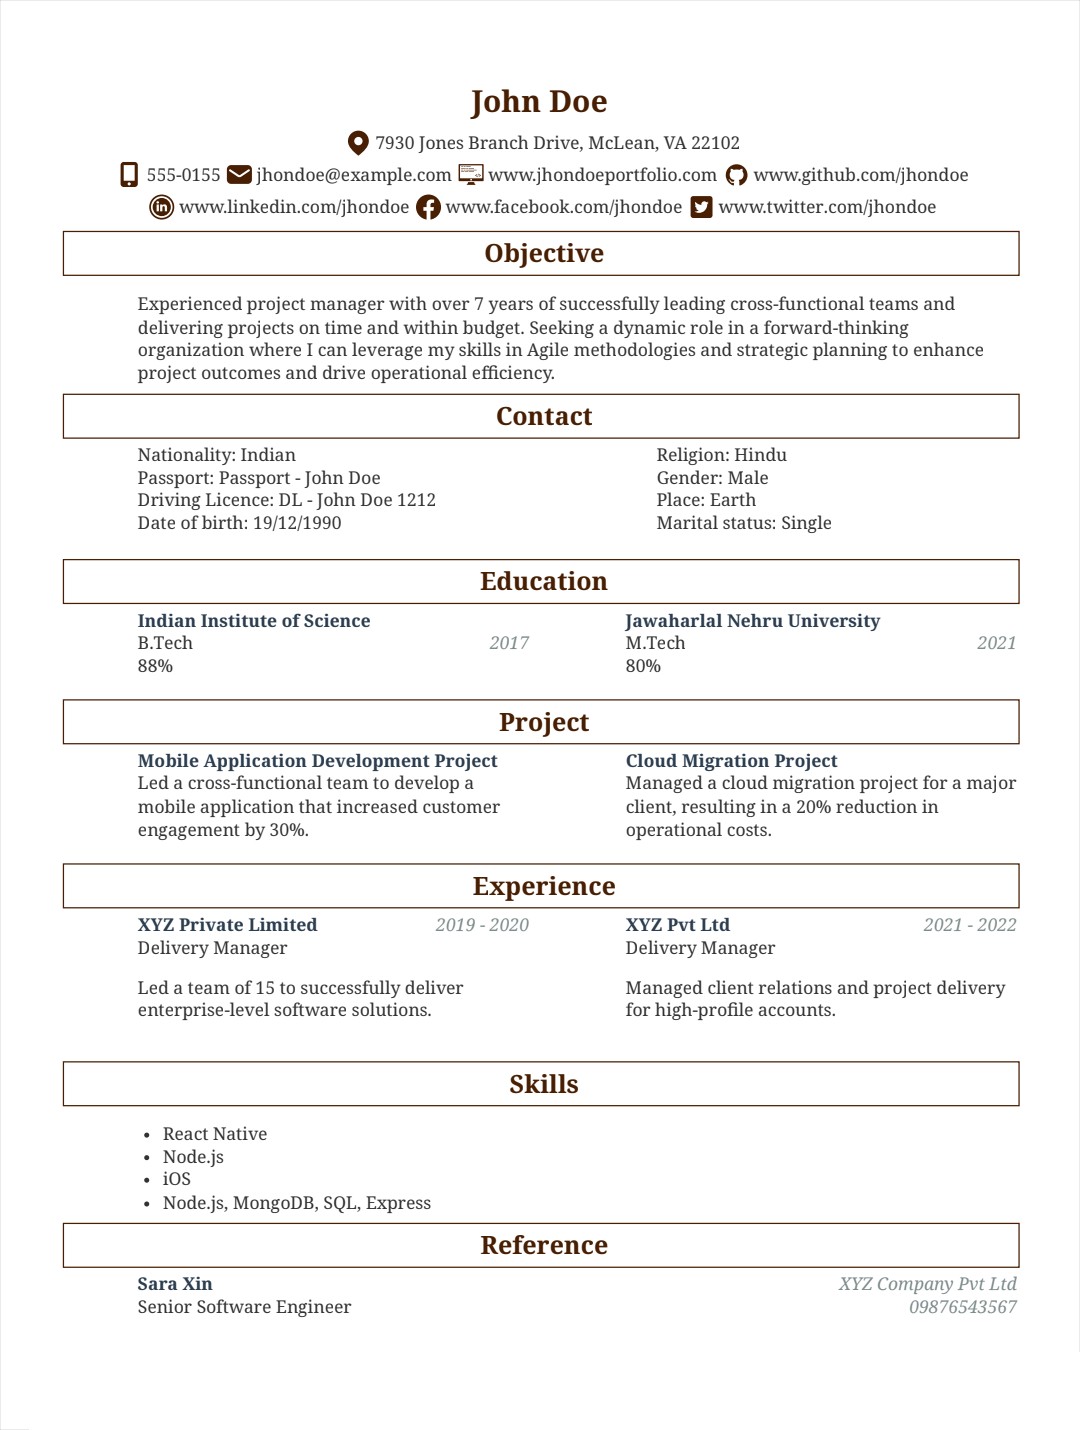 John Doe
7930 Jones Branch Drive, McLean, VA 22102
555-0155 jhondoe@example.com www.jhondoeportfolio.com www.github.com/jhondoe
www.linkedin.com/jhondoe www.facebook.com/jhondoe www.twitter.com/jhondoe
Objective
Experienced project manager with over 7 years of successfully leading cross-functional teams and
delivering projects on time and within budget. Seeking a dynamic role in a forward-thinking
organization where I can leverage my skills in Agile methodologies and strategic planning to enhance
project outcomes and drive operational efficiency.
Contact
Nationality: Indian
Passport: Passport - John Doe
Driving Licence: DL - John Doe 1212
Date of birth: 19/12/1990
Religion: Hindu
Gender: Male
Place: Earth
Marital status: Single
Education
Indian Institute of Science
B.Tech 2017
88%
Jawaharlal Nehru University
M.Tech 2021
80%
Project
Mobile Application Development Project
Led a cross-functional team to develop a
mobile application that increased customer
engagement by 30%.
Cloud Migration Project
Managed a cloud migration project for a major
client, resulting in a 20% reduction in
operational costs.
Experience
XYZ Private Limited 2019 - 2020
Delivery Manager
Led a team of 15 to successfully deliver
enterprise-level software solutions.
XYZ Pvt Ltd 2021 - 2022
Delivery Manager
Managed client relations and project delivery
for high-profile accounts.
Skills
• React Native
• Node.js
• iOS
• Node.js, MongoDB, SQL, Express
Reference
Sara Xin XYZ Company Pvt Ltd
Senior Software Engineer 09876543567